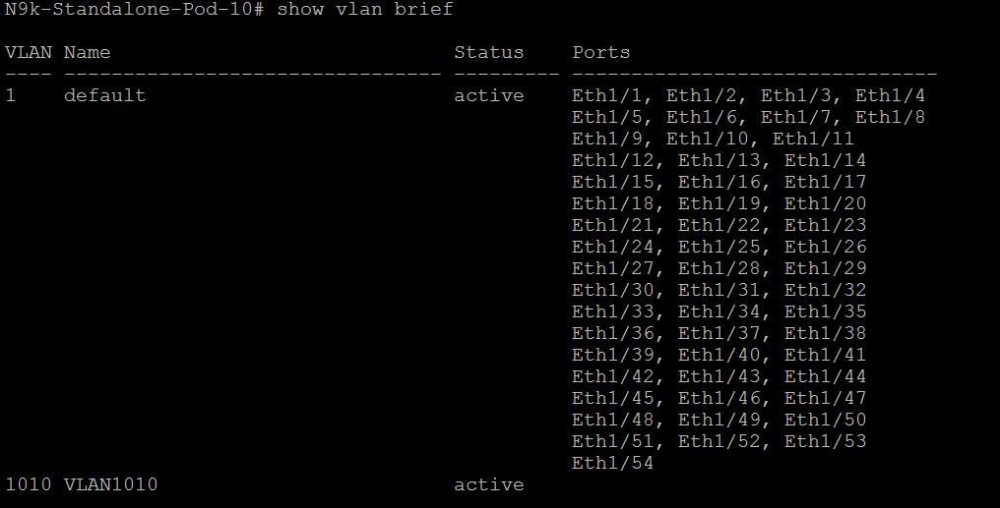 N9k-Standalone-Pod-10# show vlan brief
VLAN Name                             Status    Ports
---- -------------------------------- --------- -------------------------------
1    default                          active    Eth1/1, Eth1/2, Eth1/3, Eth1/4
                                                Eth1/5, Eth1/6, Eth1/7, Eth1/8
                                                Eth1/9, Eth1/10, Eth1/11
                                                Eth1/12, Eth1/13, Eth1/14
                                                Eth1/15, Eth1/16, Eth1/17
                                                Eth1/18, Eth1/19, Eth1/20
                                                Eth1/21, Eth1/22, Eth1/23
                                                Eth1/24, Eth1/25, Eth1/26
                                                Eth1/27, Eth1/28, Eth1/29
                                                Eth1/30, Eth1/31, Eth1/32
                                                Eth1/33, Eth1/34, Eth1/35
                                                Eth1/36, Eth1/37, Eth1/38
                                                Eth1/39, Eth1/40, Eth1/41
                                                Eth1/42, Eth1/43, Eth1/44
                                                Eth1/45, Eth1/46, Eth1/47
                                                Eth1/48, Eth1/49, Eth1/50
                                                Eth1/51, Eth1/52, Eth1/53
                                                Eth1/54
1010 VLAN1010                         active